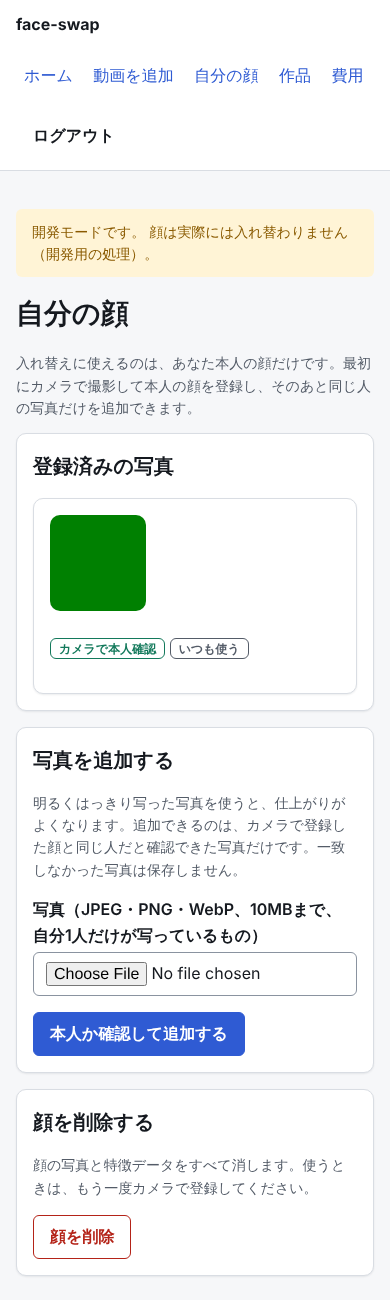 face-swap
ホーム 動画を追加 自分の顔 作品 費用
ログアウト
開発モードです。 顔は実際には入れ替わりません
（開発用の処理）。
自分の顔
入れ替えに使えるのは、あなた本人の顔だけです。最初
にカメラで撮影して本人の顔を登録し、そのあと同じ人
の写真だけを追加できます。
登録済みの写真
カメラで本人確認 いつも使う
写真を追加する
明るくはっきり写った写真を使うと、仕上がりが
よくなります。追加できるのは、カメラで登録し
た顔と同じ人だと確認できた写真だけです。一致
しなかった写真は保存しません。
写真（JPEG・PNG・WebP、10MBまで、
自分1人だけが写っているもの）
Choose File No file chosen
本人か確認して追加する
顔を削除する
顔の写真と特徴データをすべて消します。使うと
きは、もう一度カメラで登録してください。
顔を削除